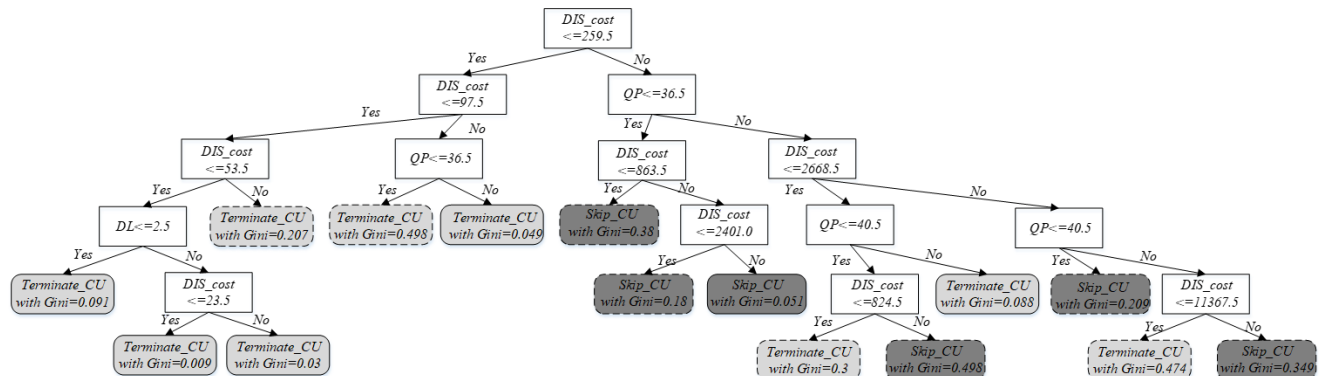 DIS_cost
<=259.5
Yes
No
DIS_cost
<=97.5
QP<=36.5
Yes
No
Yes
No
DIS_cost
<=53.5
QP<=36.5
DIS_cost
<=863.5
DIS_cost
<=2668.5
Yes
No
Yes
No
Yes
No
Yes
No
DL<=2.5
Terminate_CU
with Gini=0.207
Terminate_CU
with Gini=0.498
Terminate_CU
with Gini=0.049
Skip_CU
with Gini=0.38
DIS_cost
<=2401.0
QP<=40.5
QP<=40.5
Yes
No
Yes
No
Yes
No
Yes
No
Terminate_CU
with Gini=0.091
DIS_cost
<=23.5
Skip_CU
with Gini=0.18
Skip_CU
with Gini=0.051
DIS_cost
<=824.5
Terminate_CU
with Gini=0.088
Skip_CU
with Gini=0.209
DIS_cost
<=11367.5
Yes
No
Yes
No
Yes
No
Terminate_CU
with Gini=0.009
Terminate_CU
with Gini=0.03
Terminate_CU
with Gini=0.3
Skip_CU
with Gini=0.498
Terminate_CU
with Gini=0.474
Skip_CU
with Gini=0.349